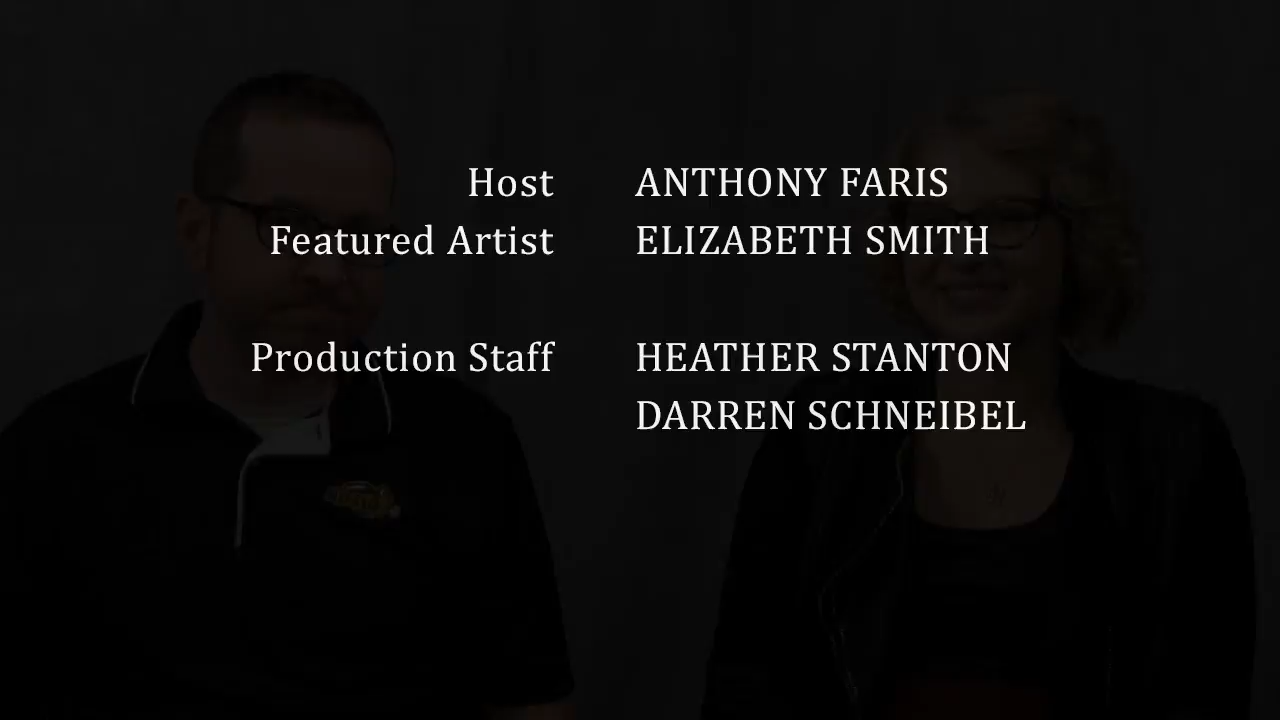 Host ANTHONY FARIS
Featured Artist ELIZABETH SMITH
Production Staff HEATHER STANTON
DARREN SCHNEIBEL